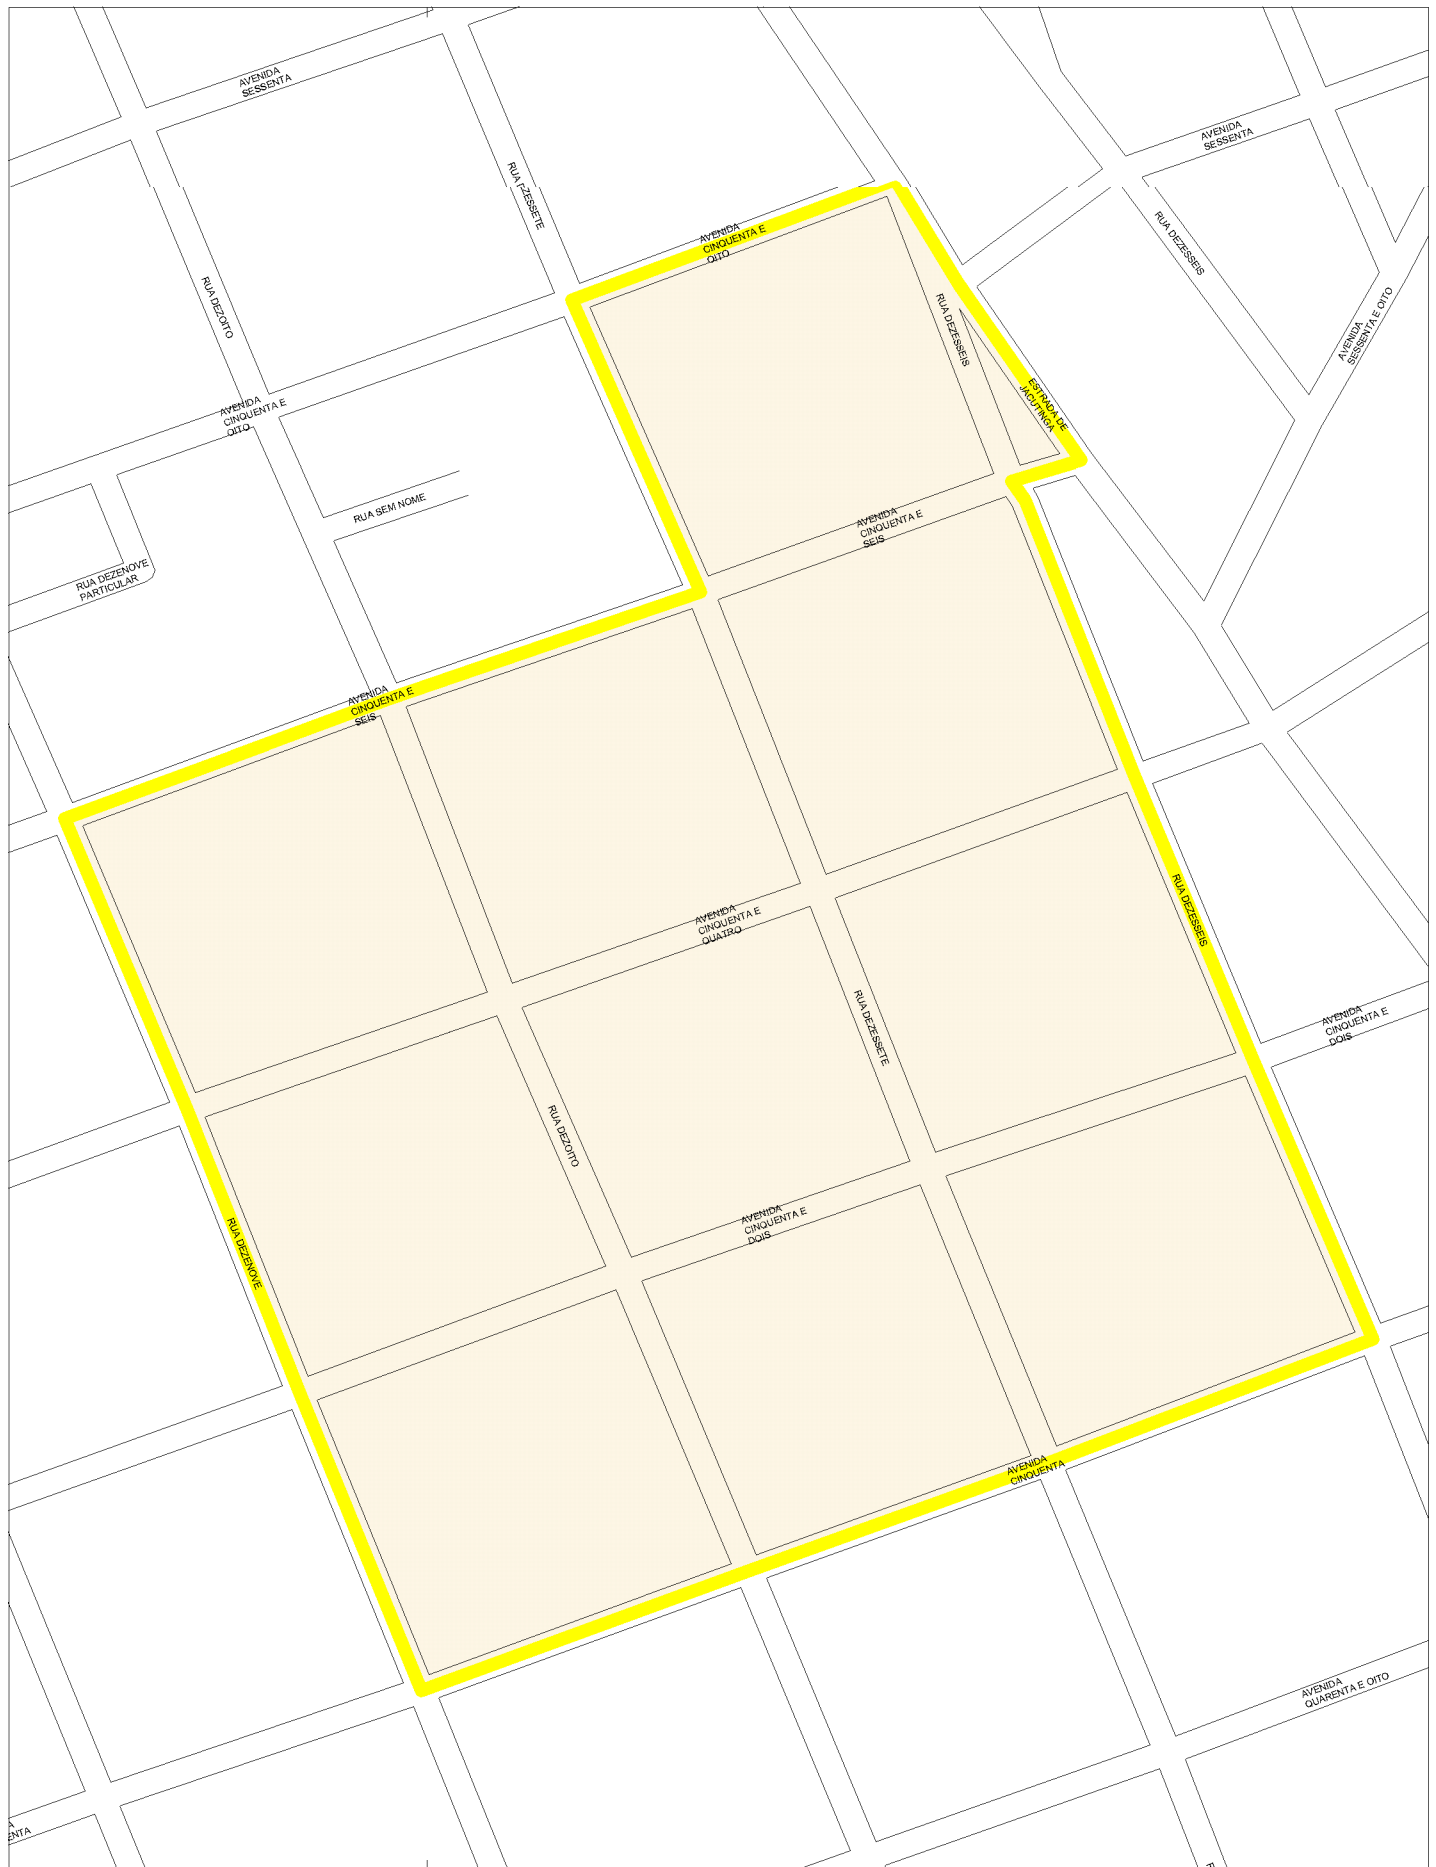 AVENIDA
SESSENTA
AVENIDA
SESSENTA
RUA
ZESSETE
RUA DEZESSEIS
AVENIDA
CINQUENTA E
OITO
RUA DEZOITO
RUA DEZESSEIS
AVENIDA
SESSENTA E OITO
ESTRADA DE
JACUTINGA
AVENIDA
CINQUENTA E
OITO
RUA SEM NOME
AVENIDA
CINQUENTA E
SEIS
RUA DEZENOVE
PARTICULAR
AVENIDA
CINQUENTA E
SEIS
RUA DEZESSEIS
AVENIDA
CINQUENTA E
QUATRO
RUA DEZESSETE
AVENIDA
CINQUENTA E
DOIS
RUA DEZOITO
AVENIDA
CINQUENTA E
DOIS
RUA DEZENOVE
AVENIDA
CINQUENTA
AVENIDA
QUARENTA E OITO
A
ENTA